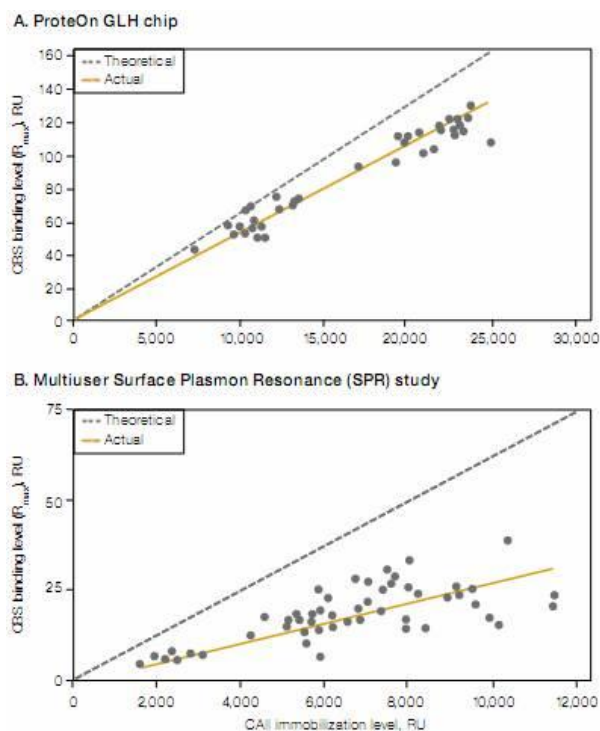 A. ProteOn GLH chip
Theoretical
Actual
CBS binding level (Rmax), RU
160
140
120
100
80
60
40
20
0
0 5,000 10,000 15,000 20,000 25,000 30,000
B. Multiuser Surface Plasmon Resonance (SPR) study
Theoretical
Actual
CBS binding level (Rmax), RU
75
50
25
0
0 2,000 4,000 6,000 8,000 10,000 12,000
CAII immobilization level, RU